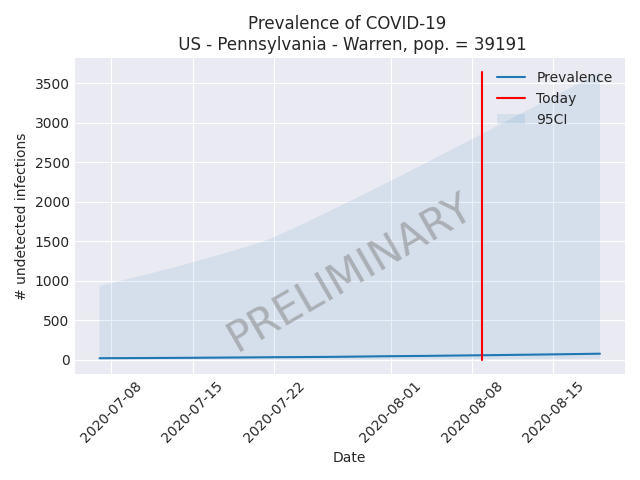 Prevalence of COVID-19
US - Pennsylvania - Warren, pop. = 39191
Prevalence
Today
95CI
# undetected infections
3500
3000
2500
2000
1500
1000
500
0
PRELIMINARY
2020-07-08
2020-07-15
2020-07-22
2020-08-01
2020-08-08
2020-08-15
Date